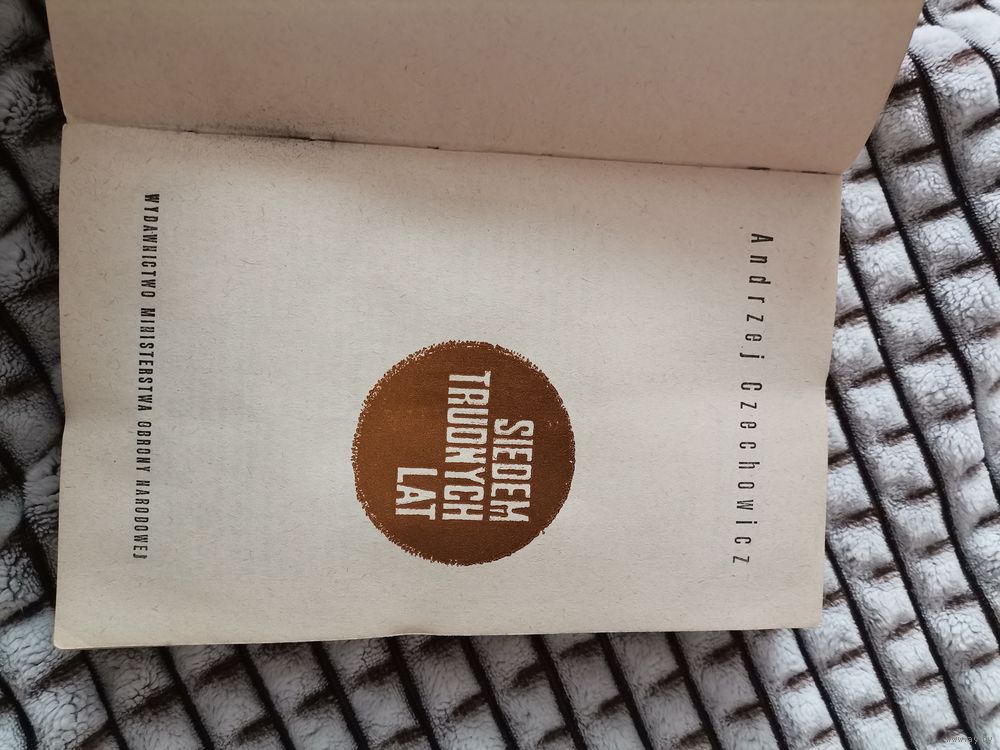 Andrzej Czechowicz
SIEDEM
TRUDNYCH
LAT
WYDAWNICTWO MINISTERSTWA OBRONY NARODOWEJ